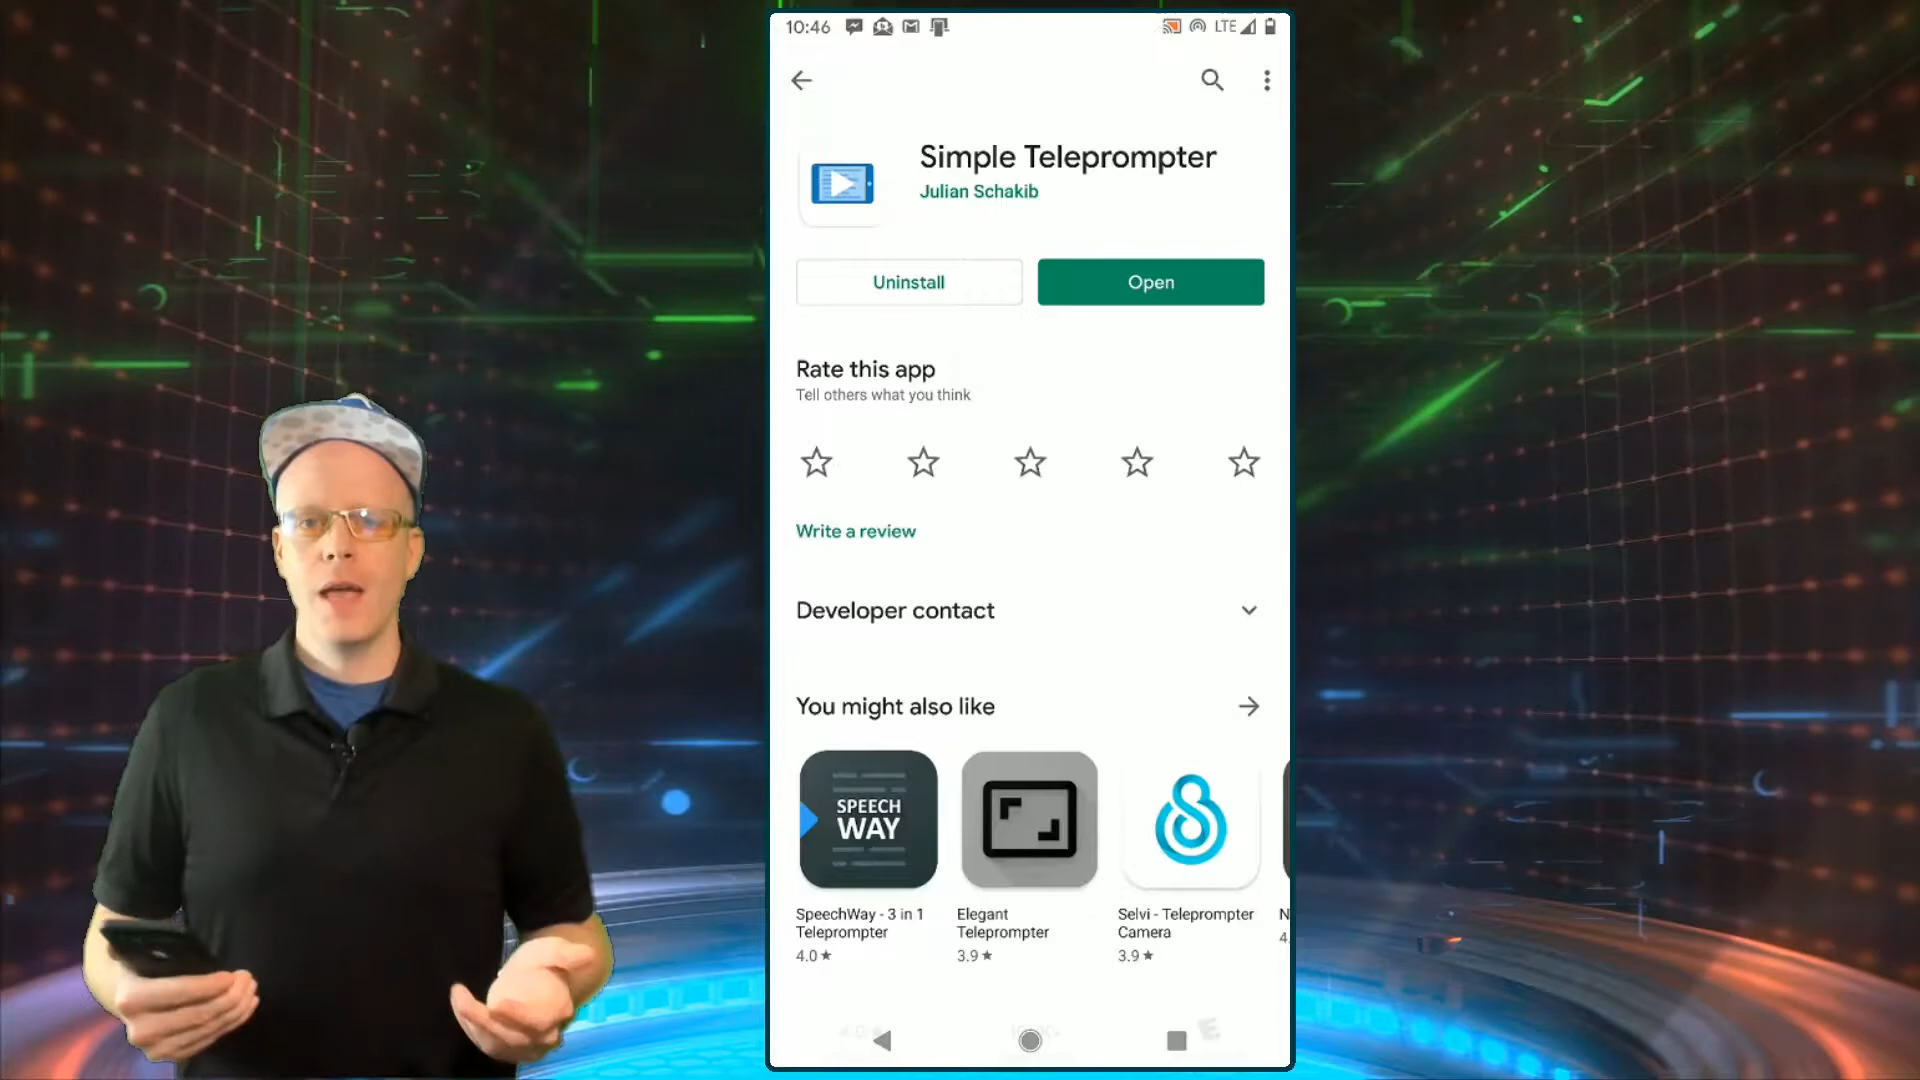 10:46
LTE
Simple Teleprompter
Julian Schakib
Uninstall
Open
Rate this app
Tell others what you think
Write a review
Developer contact
You might also like
SPEECH
WAY
SpeechWay - 3 in 1
Teleprompter
4.0★
Elegant
Teleprompter
3.9★
Selvi - Teleprompter
Camera
3.9★
N
4.